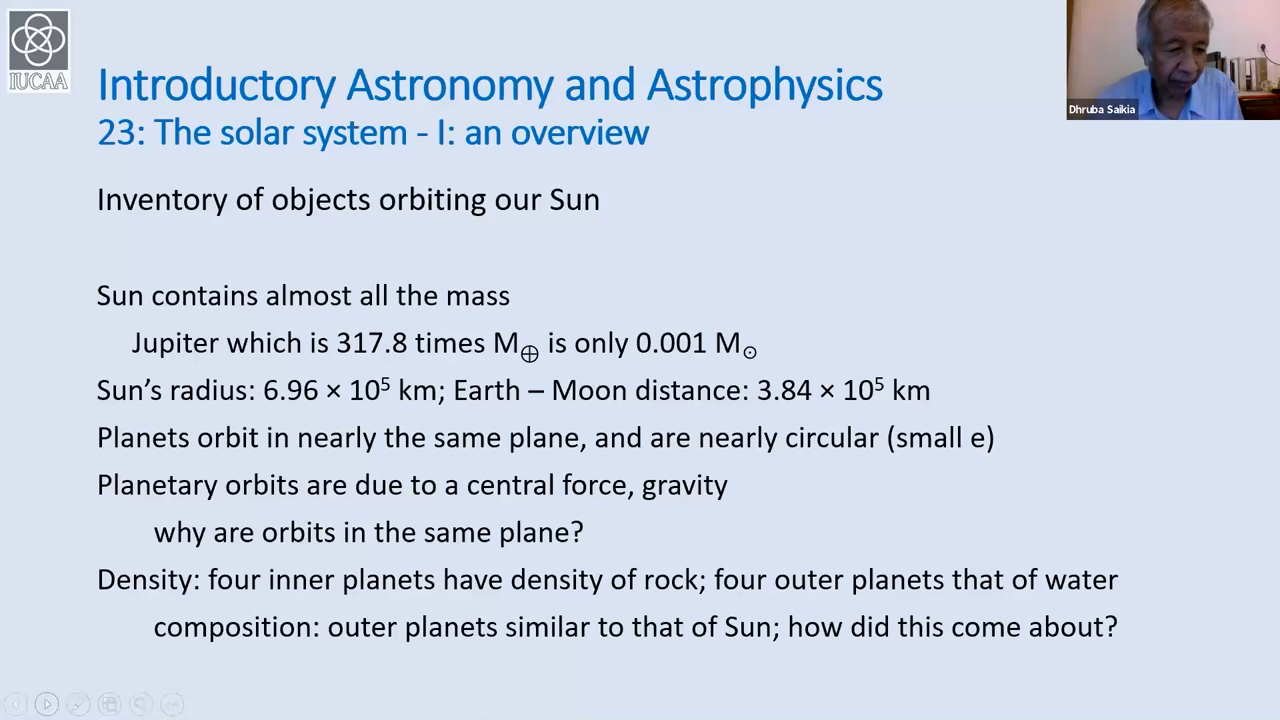 IUCAA
Introductory Astronomy and Astrophysics
23: The solar system - I: an overview
Dhruba Saikia
Inventory of objects orbiting our Sun
Sun contains almost all the mass
Jupiter which is 317.8 times M⊕ is only 0.001 M⊙
Sun’s radius: 6.96 × 10⁵ km; Earth – Moon distance: 3.84 × 10⁵ km
Planets orbit in nearly the same plane, and are nearly circular (small e)
Planetary orbits are due to a central force, gravity
why are orbits in the same plane?
Density: four inner planets have density of rock; four outer planets that of water
composition: outer planets similar to that of Sun; how did this come about?